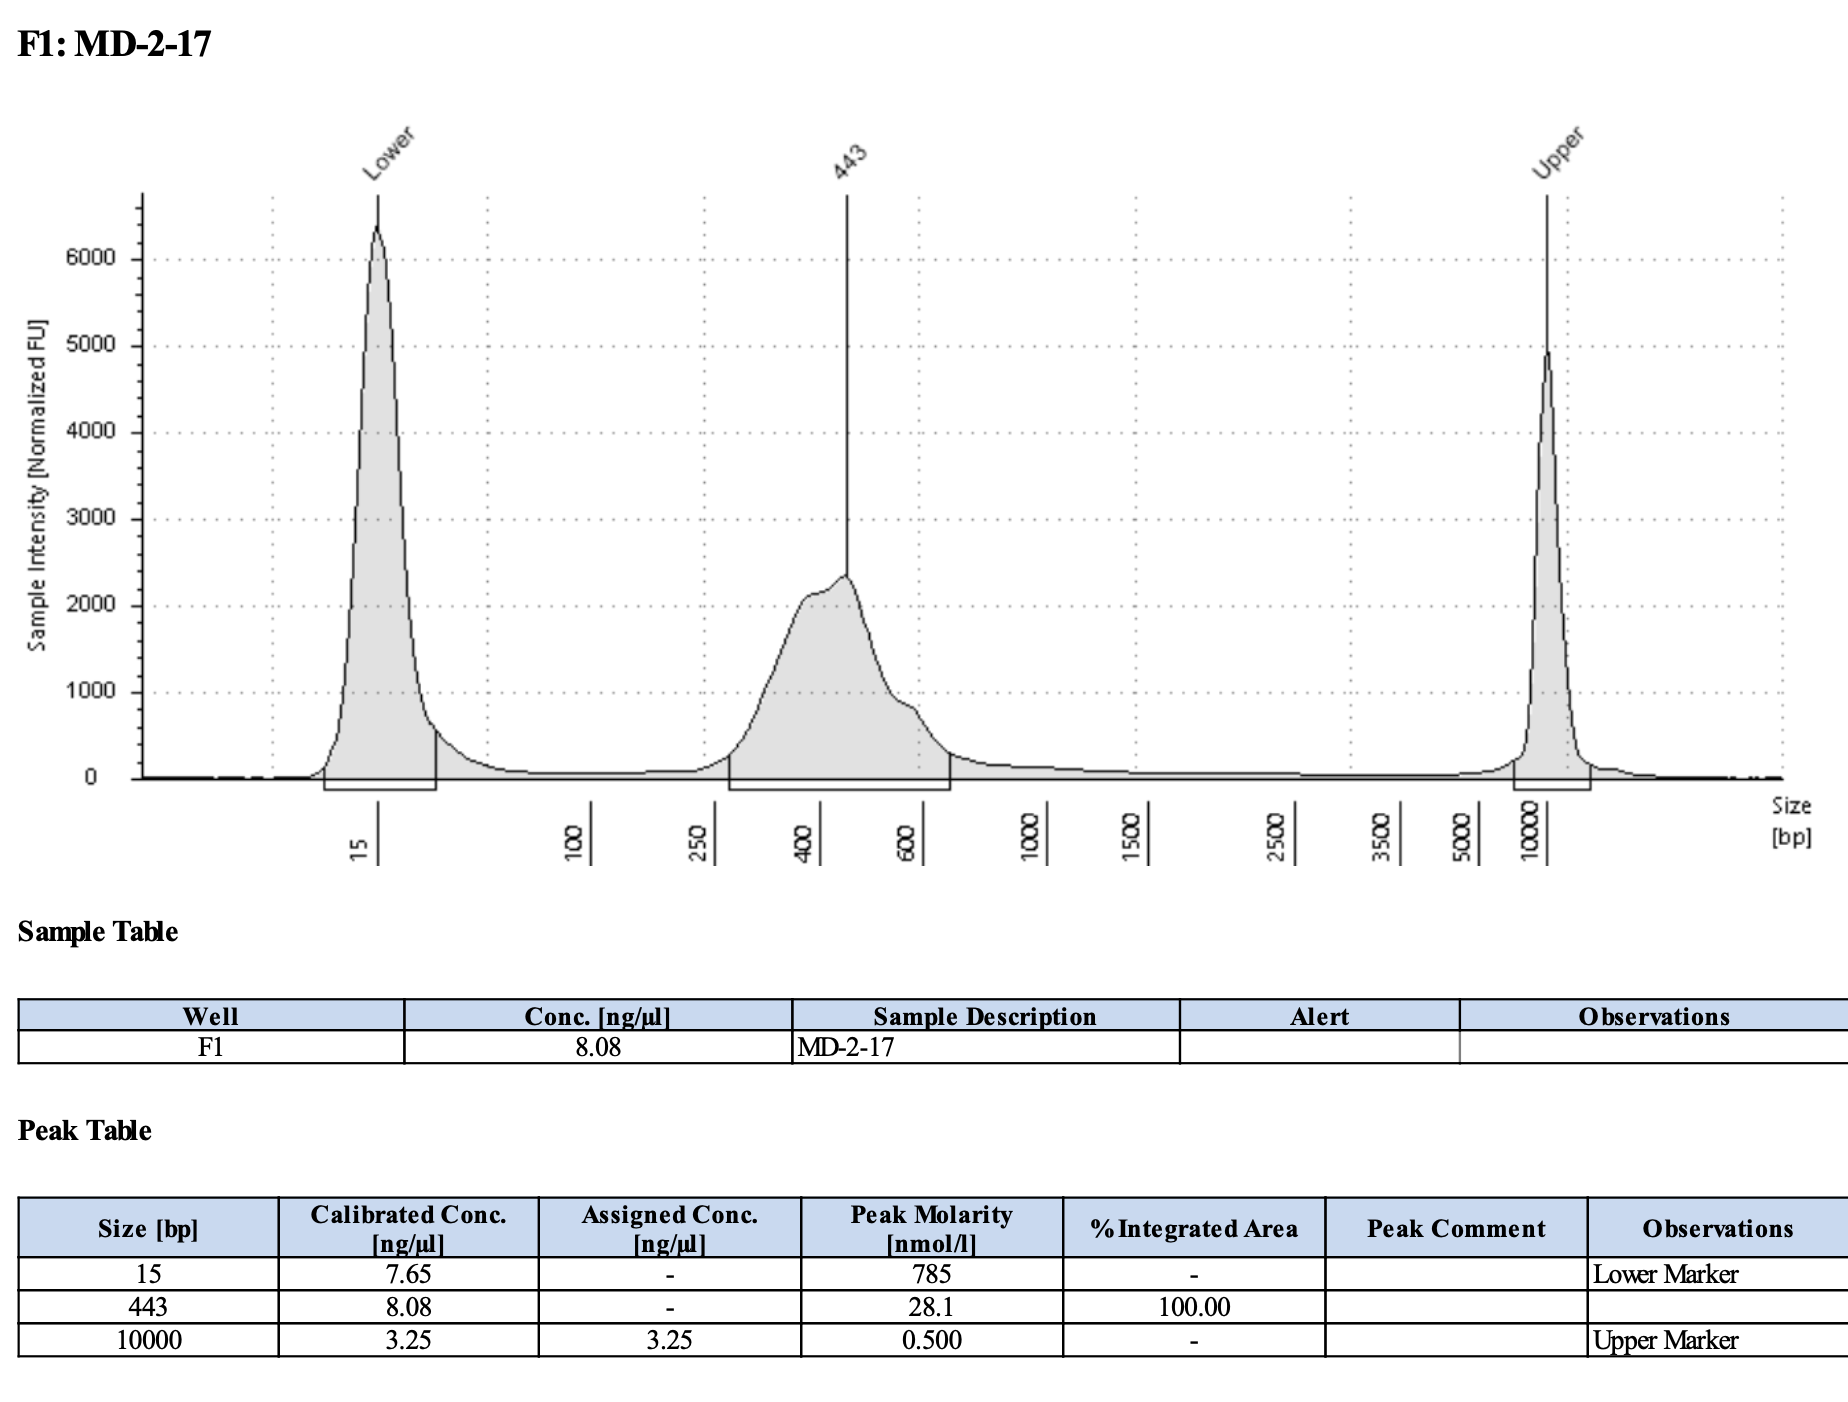 F1: MD-2-17
Lower
443
Upper
Sample Intensity [Normalized FU]
6000
5000
4000
3000
2000
1000
0
15
100
250
400
600
1000
1500
2500
3500
5000
10000
Size
[bp]
Sample Table
Well Conc. [ng/µl] Sample Description Alert Observations
F1 8.08 MD-2-17
Peak Table
Size [bp] Calibrated Conc. [ng/µl] Assigned Conc. [ng/µl] Peak Molarity [nmol/l] % Integrated Area Peak Comment Observations
15 7.65 - 785 - Lower Marker
443 8.08 - 28.1 100.00
10000 3.25 3.25 0.500 - Upper Marker